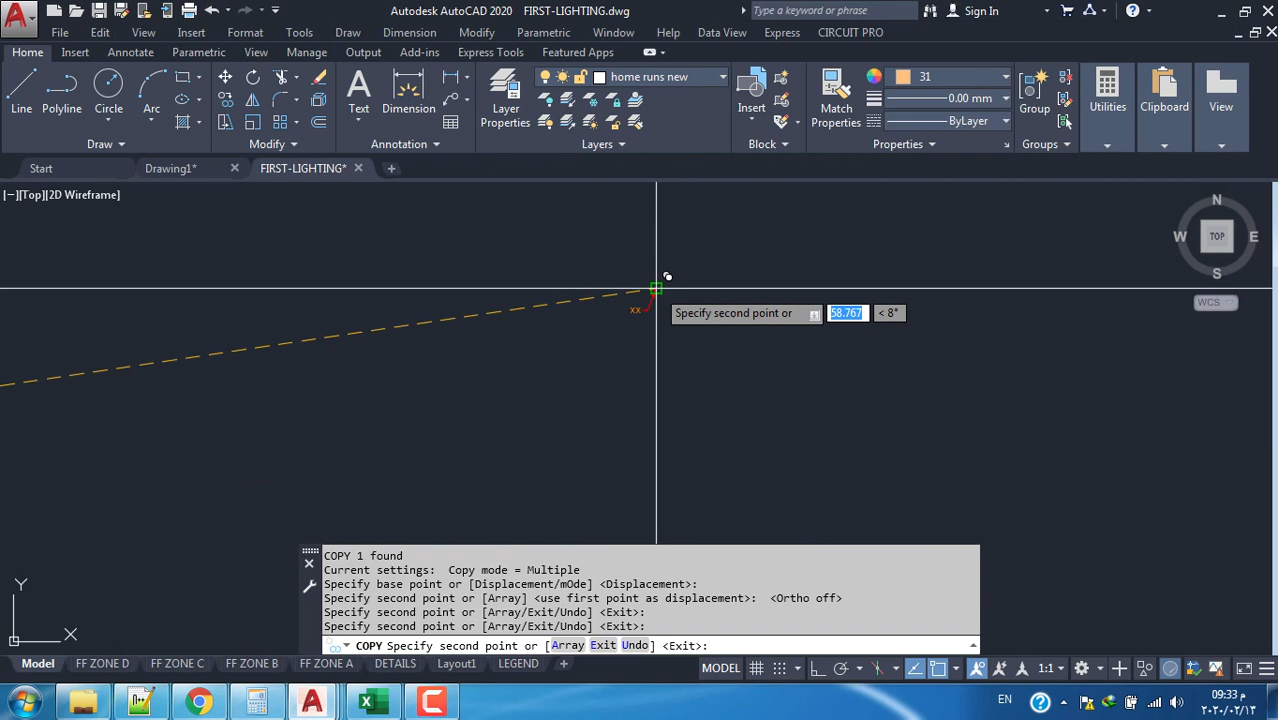 Autodesk AutoCAD 2020 FIRST-LIGHTING.dwg
Type a keyword or phrase
Sign In
File Edit View Insert Format Tools Draw Dimension Modify Parametric Window Help Data View Express CIRCUIT PRO
Home Insert Annotate Parametric View Manage Output Add-ins Express Tools Featured Apps
home runs new
31
0.00 mm
ByLayer
Line Polyline Circle Arc Text Dimension Layer Properties Insert Match Properties Group Utilities Clipboard View
Draw Modify Annotation Layers Block Properties Groups
Start Drawing1* FIRST-LIGHTING*
[−][Top][2D Wireframe]
N
W TOP E
S
WCS
xx
Specify second point or 58.767 < 8°
COPY 1 found
Current settings: Copy mode = Multiple
Specify base point or [Displacement/mOde] <Displacement>:
Specify second point or [Array] <use first point as displacement>: <Ortho off>
Specify second point or [Array/Exit/Undo] <Exit>:
Specify second point or [Array/Exit/Undo] <Exit>:
COPY Specify second point or [Array Exit Undo] <Exit>:
Y
X
Model FF ZONE D FF ZONE C FF ZONE B FF ZONE A DETAILS Layout1 LEGEND
MODEL 1:1
EN
09:33 م
٢٠٢٠/٠٢/١٣